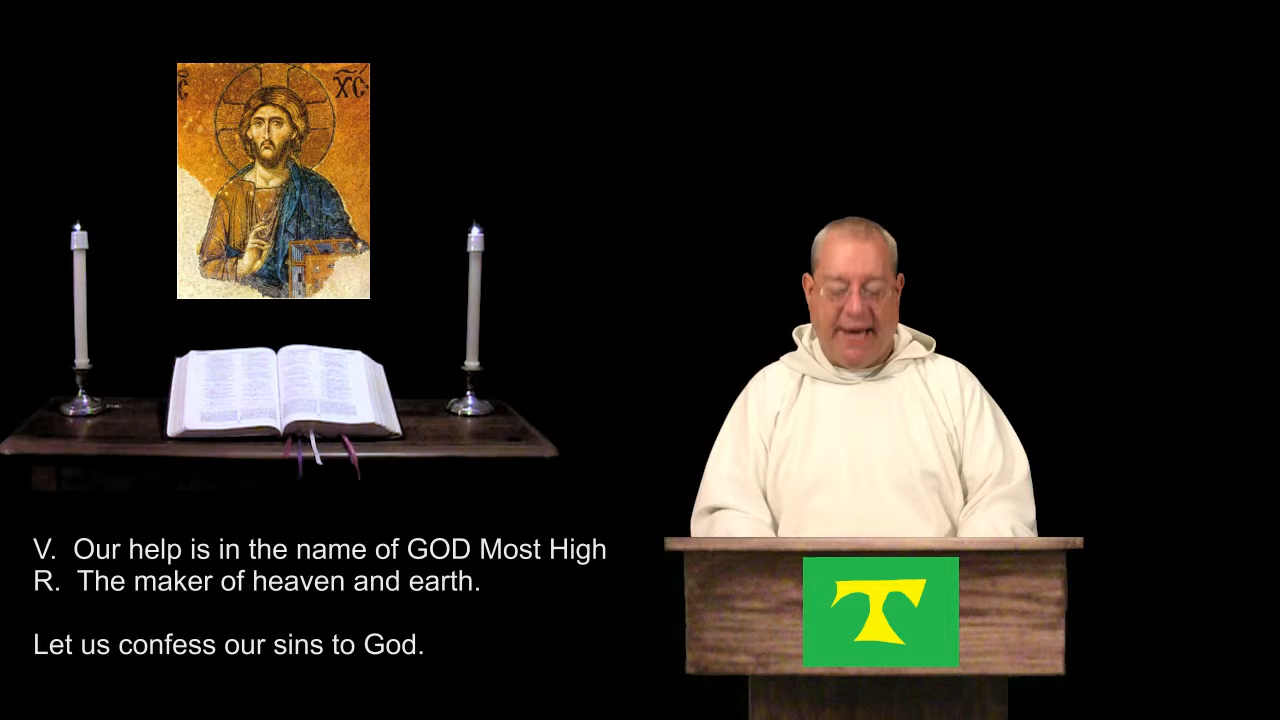 XC
V.  Our help is in the name of GOD Most High
R.  The maker of heaven and earth.
Let us confess our sins to God.
T